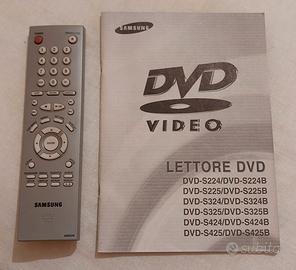 SAMSUNG
DVD
VIDEO
LETTORE DVD
DVD-S224/DVD-S224B
DVD-S225/DVD-S225B
DVD-S324/DVD-S324B
DVD-S325/DVD-S325B
DVD-S424/DVD-S424B
DVD-S425/DVD-S425B
SAMSUNG
subito